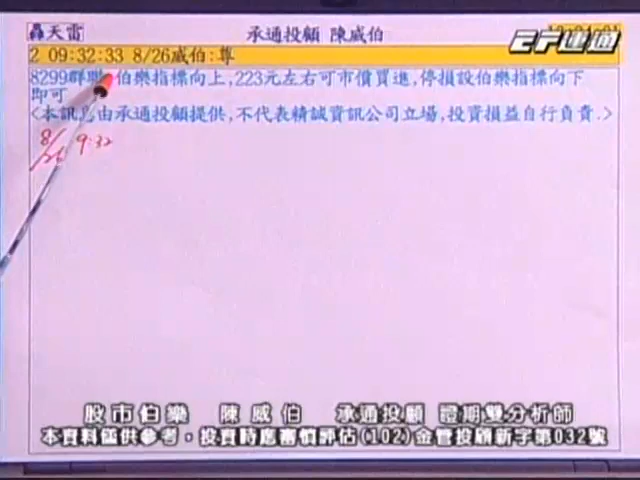 轟天雷 承通投顧 陳威伯
EF達通
2 09:32:33 8/26威伯:尊
8299群聯 伯樂指標向上,223元左右可市價買進,停損設伯樂指標向下
即可
<本訊息由承通投顧提供,不代表精誠資訊公司立場,投資損益自行負責.>
8/26 9:32
股市伯樂 陳威伯 承通投顧 證期雙分析師
本資料僅供參考,投資時應審慎評估(102)金管投顧新字第032號